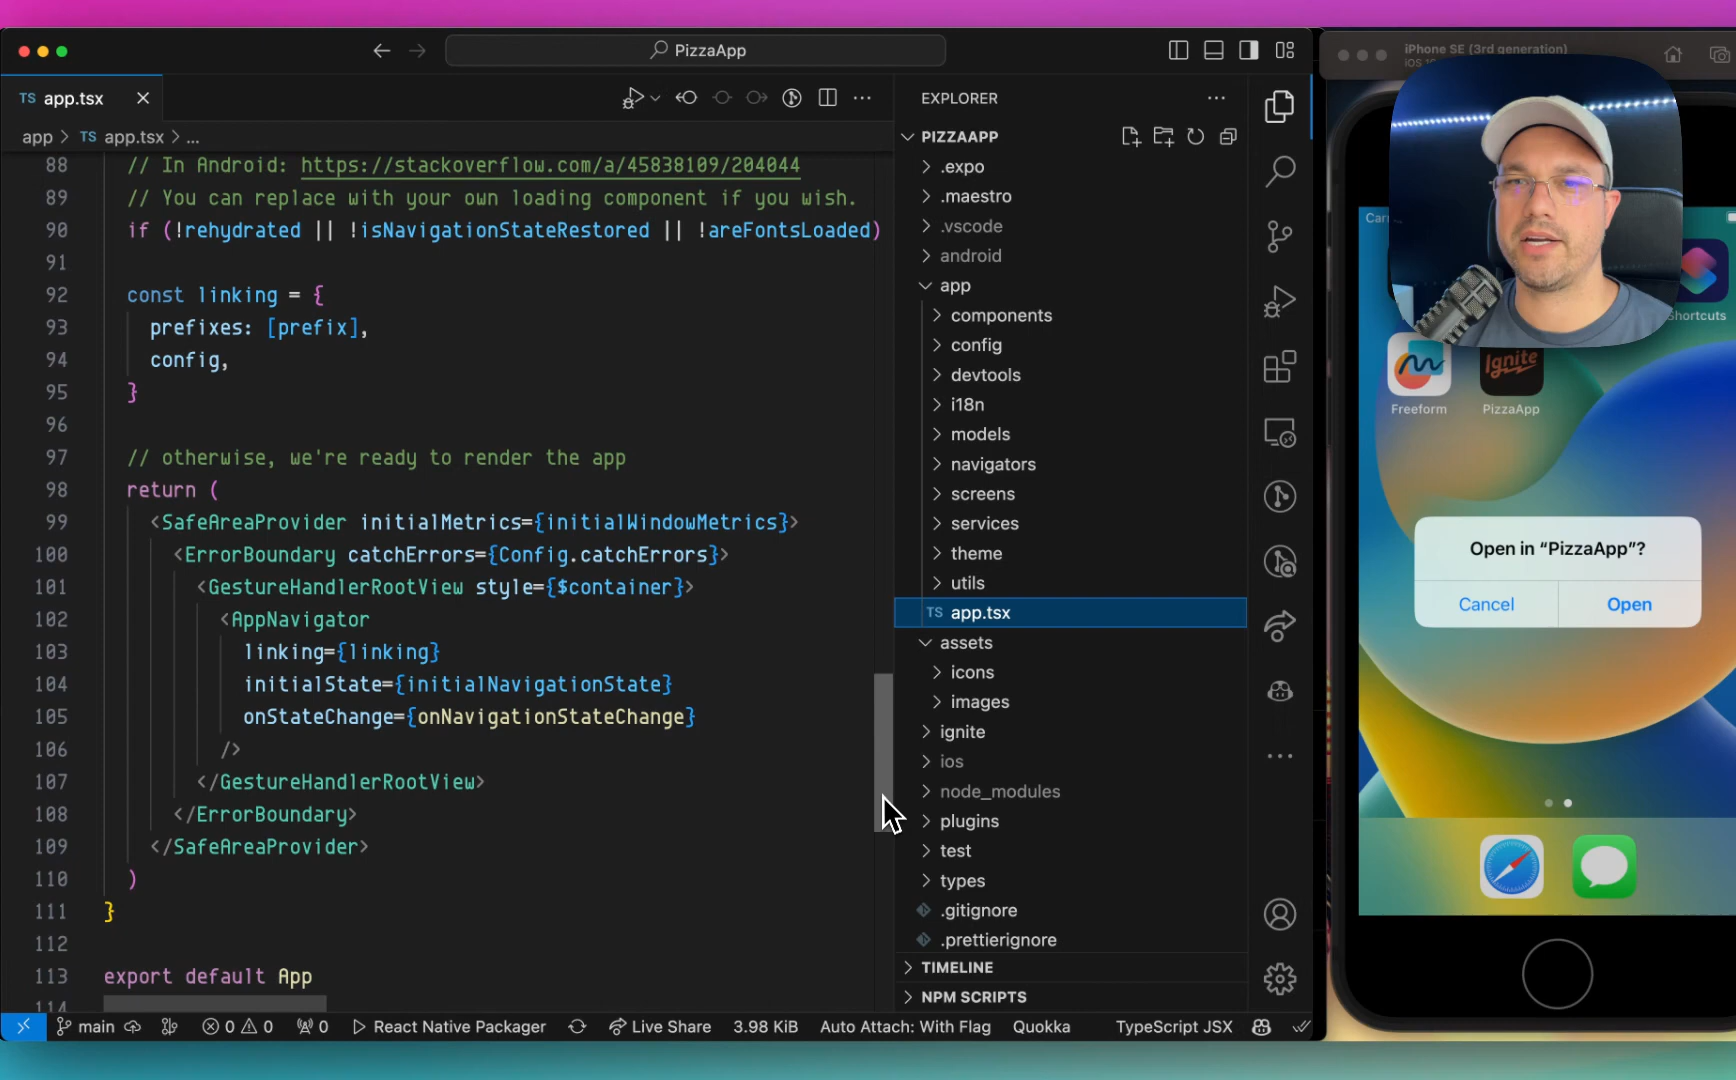 PizzaApp
TS app.tsx
app > TS app.tsx > ...
88 // In Android: https://stackoverflow.com/a/45838109/204044
89 // You can replace with your own loading component if you wish.
90 if (!rehydrated || !isNavigationStateRestored || !areFontsLoaded)
91
92 const linking = {
93 prefixes: [prefix],
94 config,
95 }
96
97 // otherwise, we're ready to render the app
98 return (
99 <SafeAreaProvider initialMetrics={initialWindowMetrics}>
100 <ErrorBoundary catchErrors={Config.catchErrors}>
101 <GestureHandlerRootView style={$container}>
102 <AppNavigator
103 linking={linking}
104 initialState={initialNavigationState}
105 onStateChange={onNavigationStateChange}
106 />
107 </GestureHandlerRootView>
108 </ErrorBoundary>
109 </SafeAreaProvider>
110 )
111 }
112
113 export default App
114
EXPLORER
PIZZAAPP
.expo
.maestro
.vscode
android
app
components
config
devtools
i18n
models
navigators
screens
services
theme
utils
TS app.tsx
assets
icons
images
ignite
ios
node_modules
plugins
test
types
.gitignore
.prettierignore
TIMELINE
NPM SCRIPTS
main 0 0 0 React Native Packager Live Share 3.98 KiB Auto Attach: With Flag Quokka TypeScript JSX
iPhone SE (3rd generation)
Shortcuts
Ignite
Freeform PizzaApp
Open in “PizzaApp”?
Cancel Open